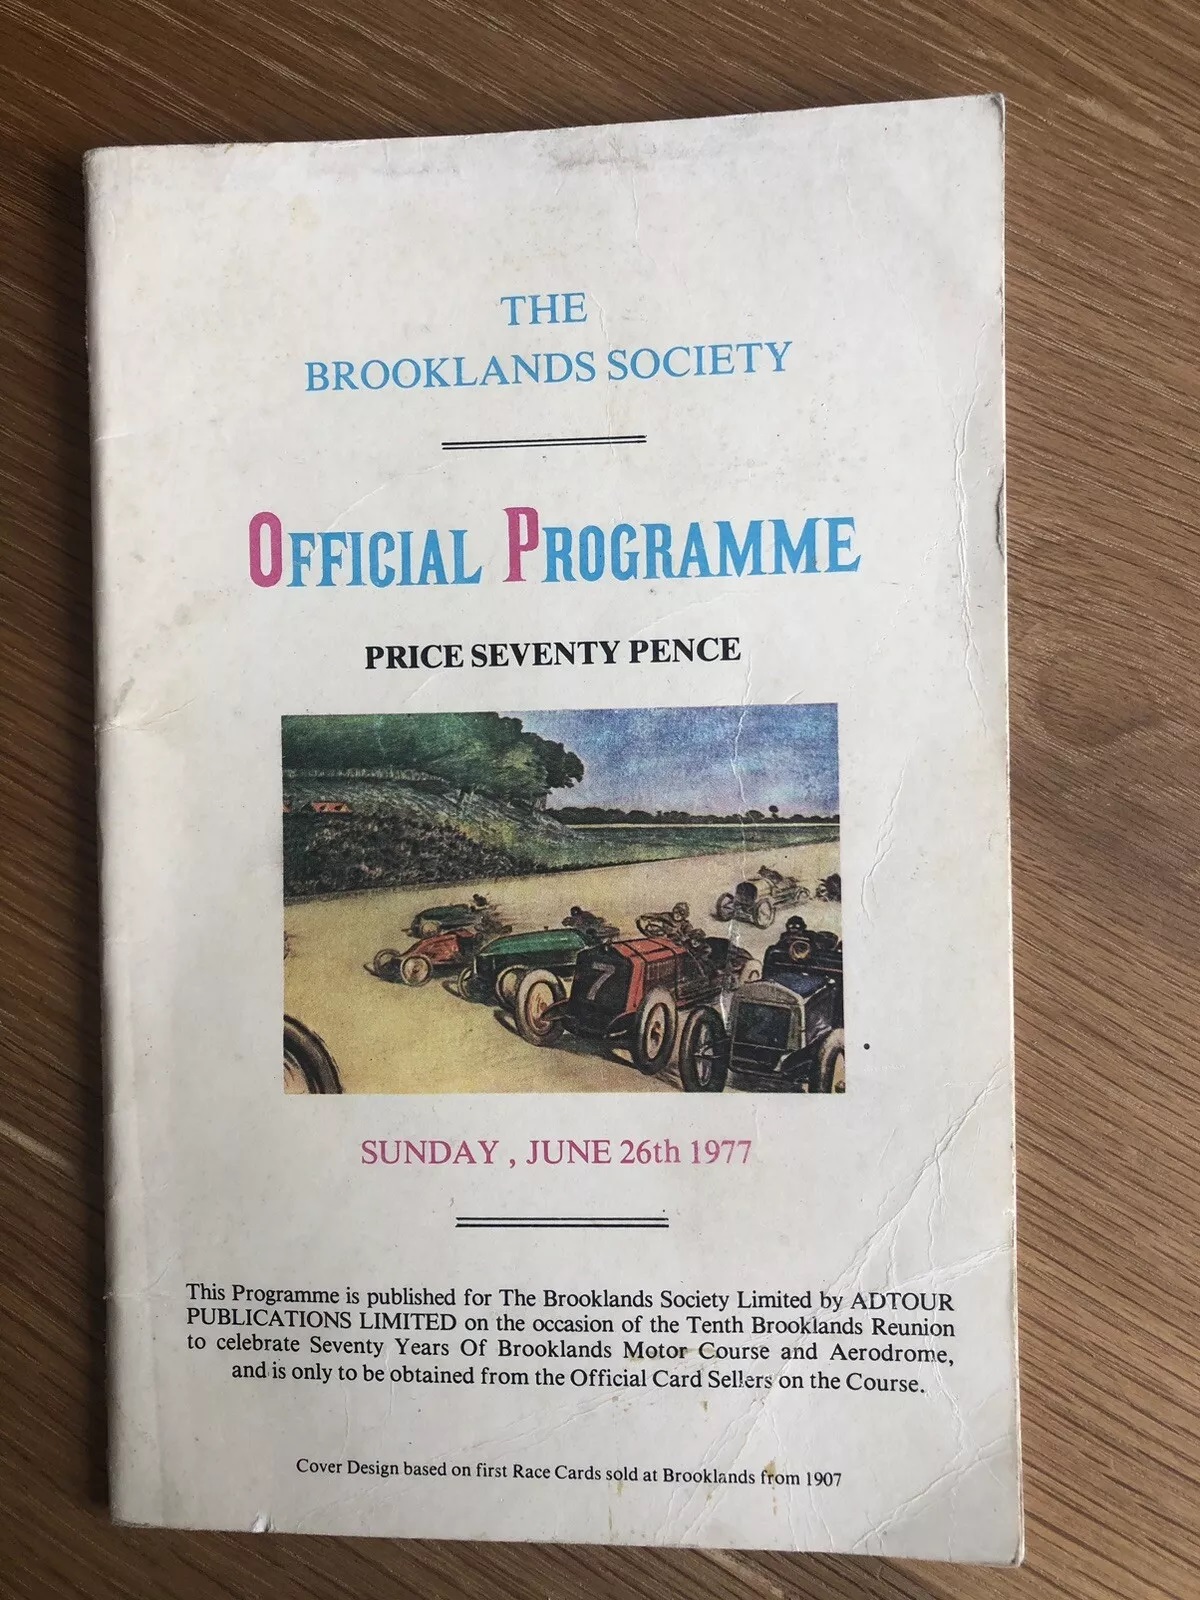 THE
BROOKLANDS SOCIETY
OFFICIAL PROGRAMME
PRICE SEVENTY PENCE
7
SUNDAY , JUNE 26th 1977
This Programme is published for The Brooklands Society Limited by ADTOUR
PUBLICATIONS LIMITED on the occasion of the Tenth Brooklands Reunion
to celebrate Seventy Years Of Brooklands Motor Course and Aerodrome,
and is only to be obtained from the Official Card Sellers on the Course.
Cover Design based on first Race Cards sold at Brooklands from 1907